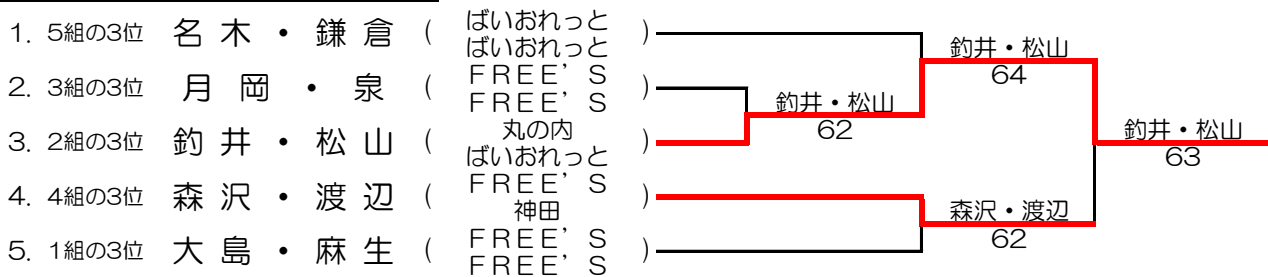 1. 5組の3位 名木・鎌倉 ( ばいおれっと
ばいおれっと )
2. 3組の3位 月岡・泉 ( ＦＲＥＥ’Ｓ
ＦＲＥＥ’Ｓ )
3. 2組の3位 釣井・松山 ( 丸の内
ばいおれっと )
4. 4組の3位 森沢・渡辺 ( ＦＲＥＥ’Ｓ
神田 )
5. 1組の3位 大島・麻生 ( ＦＲＥＥ’Ｓ
ＦＲＥＥ’Ｓ )
釣井・松山
62
釣井・松山
64
森沢・渡辺
62
釣井・松山
63